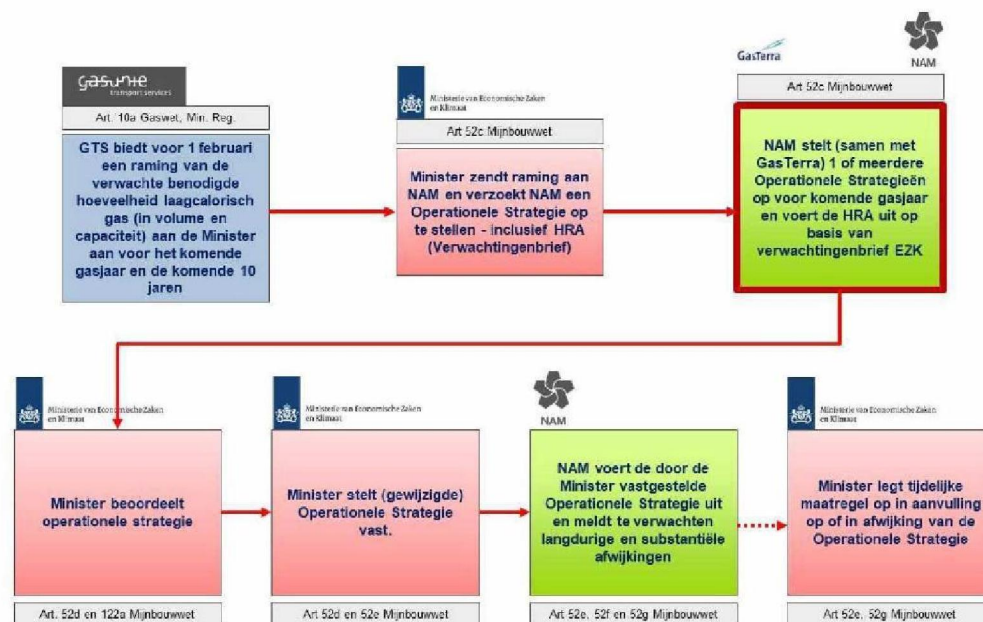 gasunie
transport services
Art. 10a Gaswet, Min. Reg.
GTS biedt voor 1 februari
een raming van de
verwachte benodigde
hoeveelheid laagcalorisch
gas (in volume en
capaciteit) aan de Minister
aan voor het komende
gasjaar en de komende 10
jaren
Ministerie van Economische Zaken
en Klimaat
Art 52c Mijnbouwwet
Minister zendt raming aan
NAM en verzoekt NAM een
Operationele Strategie op
te stellen - inclusief HRA
(Verwachtingenbrief)
GasTerra
NAM
Art 52c Mijnbouwwet
NAM stelt (samen met
GasTerra) 1 of meerdere
Operationele Strategieën
op voor komende gasjaar
en voert de HRA uit op
basis van
verwachtingenbrief EZK
Ministerie van Economische Zaken
en Klimaat
Minister beoordeelt
operationele strategie
Art. 52d en 122a Mijnbouwwet
Ministerie van Economische Zaken
en Klimaat
Minister stelt (gewijzigde)
Operationele Strategie
vast.
Art 52d en 52e Mijnbouwwet
NAM
NAM voert de door de
Minister vastgestelde
Operationele Strategie uit
en meldt te verwachten
langdurige en substantiële
afwijkingen
Art 52e, 52f en 52g Mijnbouwwet
Ministerie van Economische Zaken
en Klimaat
Minister legt tijdelijke
maatregel op in aanvulling
op of in afwijking van de
Operationele Strategie
Art 52e, 52g Mijnbouwwet